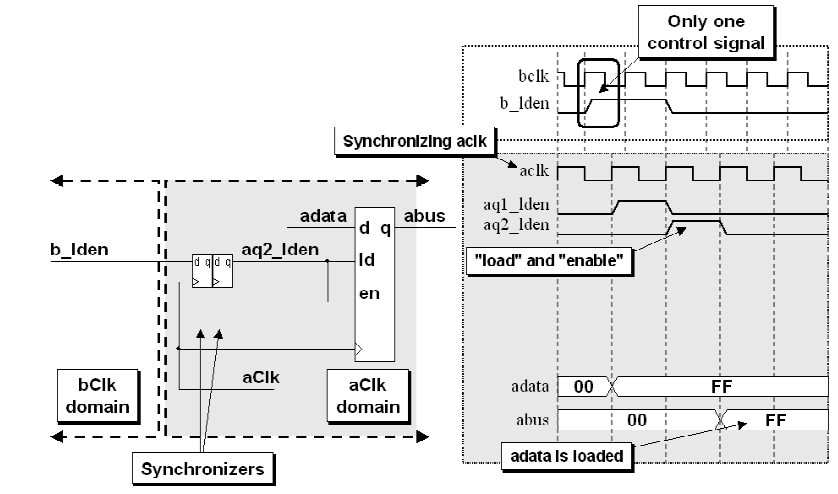 Only one
control signal
bclk
b_lden
Synchronizing aclk
aclk
aq1_lden
aq2_lden
"load" and "enable"
adata
abus
d q
b_lden
d q d q
aq2_lden
ld
en
aClk
bClk
domain
aClk
domain
Synchronizers
adata
00
FF
abus
00
FF
adata is loaded